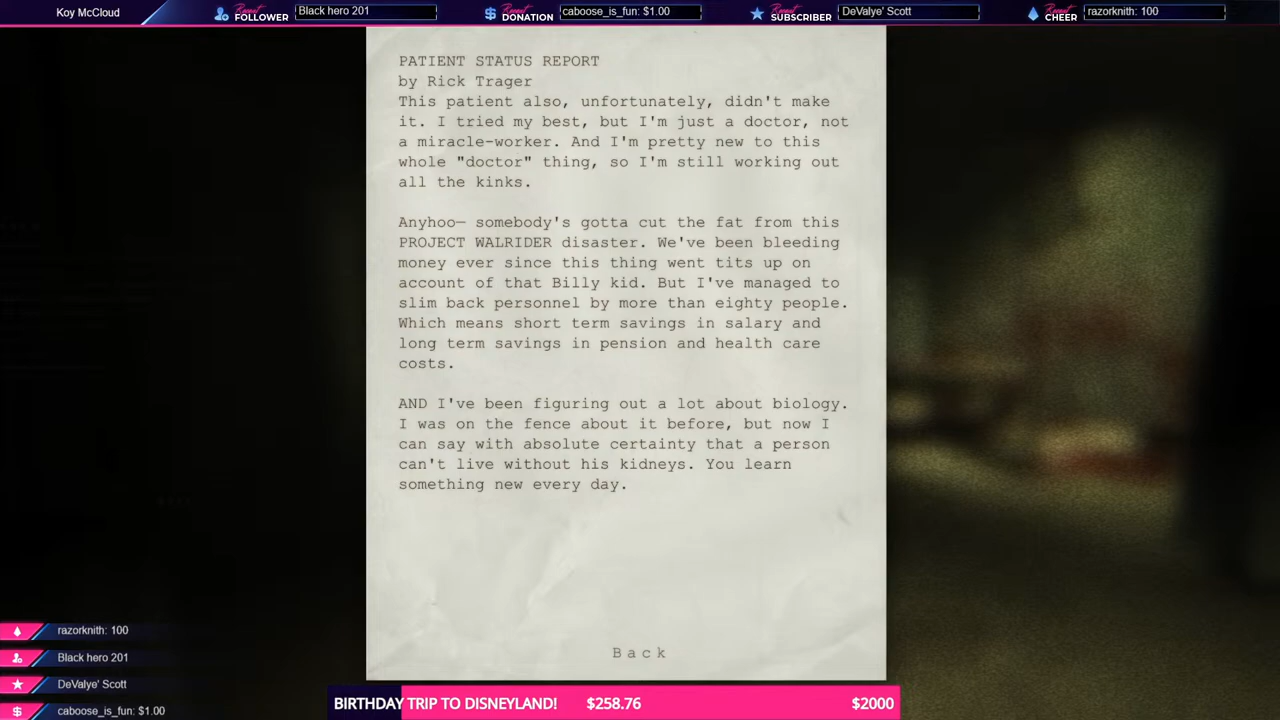 Koy McCloud
Recent FOLLOWER
Black hero 201
Recent DONATION
caboose_is_fun: $1.00
Recent SUBSCRIBER
DeValye' Scott
Recent CHEER
razorknith: 100
PATIENT STATUS REPORT
by Rick Trager
This patient also, unfortunately, didn't make
it. I tried my best, but I'm just a doctor, not
a miracle-worker. And I'm pretty new to this
whole "doctor" thing, so I'm still working out
all the kinks.
Anyhoo— somebody's gotta cut the fat from this
PROJECT WALRIDER disaster. We've been bleeding
money ever since this thing went tits up on
account of that Billy kid. But I've managed to
slim back personnel by more than eighty people.
Which means short term savings in salary and
long term savings in pension and health care
costs.
AND I've been figuring out a lot about biology.
I was on the fence about it before, but now I
can say with absolute certainty that a person
can't live without his kidneys. You learn
something new every day.
Back
razorknith: 100
Black hero 201
DeValye' Scott
caboose_is_fun: $1.00
BIRTHDAY TRIP TO DISNEYLAND! $258.76 $2000